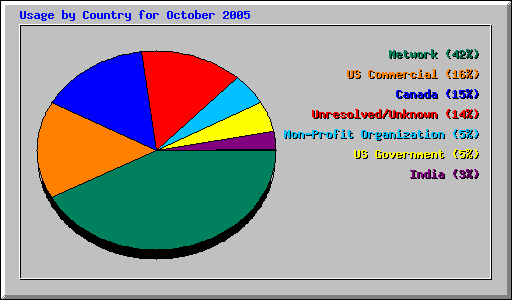 Usage by Country for October 2005
Network (42%)
US Commercial (16%)
Canada (15%)
Unresolved/Unknown (14%)
Non-Profit Organization (5%)
US Government (5%)
India (3%)